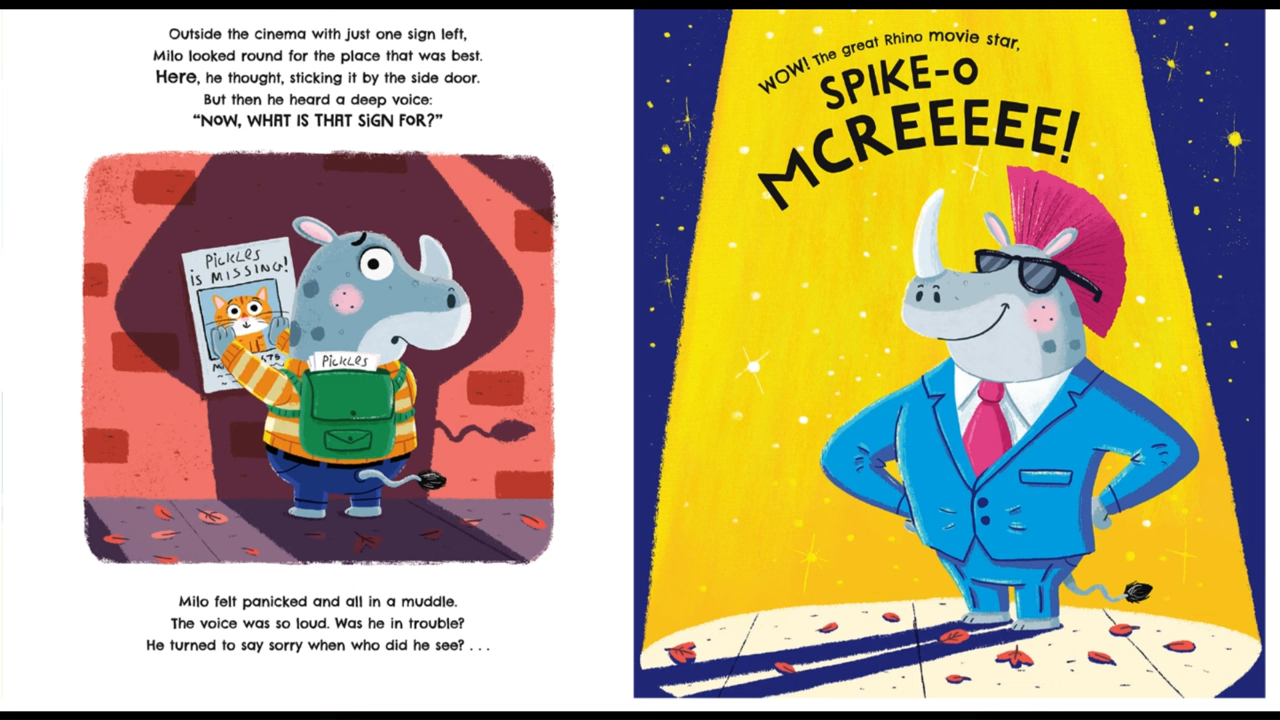 Outside the cinema with just one sign left,
Milo looked round for the place that was best.
Here, he thought, sticking it by the side door.
But then he heard a deep voice:
“NOW, WHAT IS THAT SIGN FOR?”
Pickles
is MISSING!
Pickles
Milo felt panicked and all in a muddle.
The voice was so loud. Was he in trouble?
He turned to say sorry when who did he see? . . .
WOW! The great Rhino movie star,
SPIKE-O
MCREEEEE!